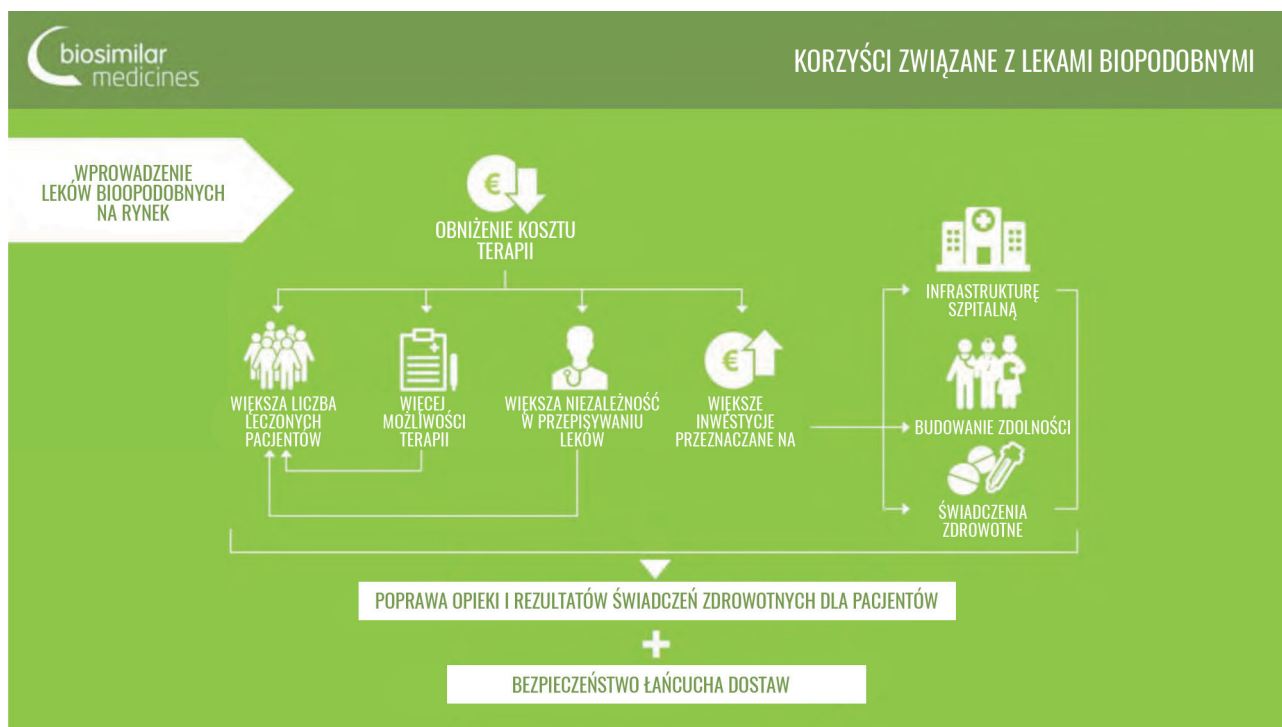 biosimilar
medicines
KORZYŚCI ZWIĄZANE Z LEKAMI BIOPODOBNYMI
WPROWADZENIE
LEKÓW BIOOPODOBNYCH
NA RYNEK
€
OBNIŻENIE KOSZTU
TERAPII
WIĘKSZA LICZBA
LECZONYCH
PACJENTÓW
WIĘCEJ
MOŻLIWOŚCI
TERAPII
WIĘKSZA NIEZALEŻNOŚĆ
W PRZEPISYWANIU
LEKÓW
€
WIĘKSZE
INWESTYCJE
PRZEZNACZANE NA
INFRASTRUKTURĘ
SZPITALNĄ
BUDOWANIE ZDOLNOŚCI
ŚWIADCZENIA
ZDROWOTNE
POPRAWA OPIEKI I REZULTATÓW ŚWIADCZEŃ ZDROWOTNYCH DLA PACJENTÓW
+
BEZPIECZEŃSTWO ŁAŃCUCHA DOSTAW